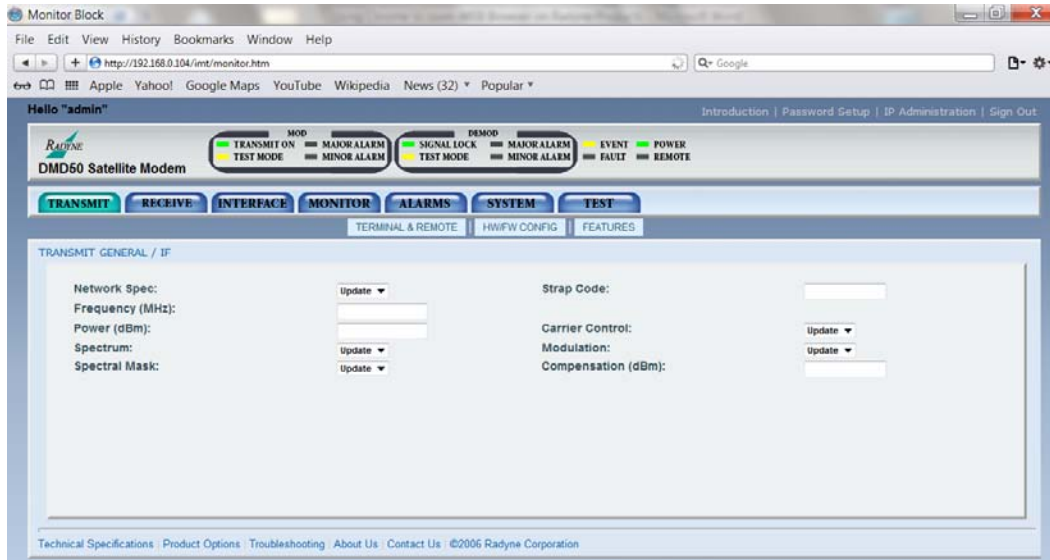 Monitor Block
File Edit View History Bookmarks Window Help
http://192.168.0.104/imt/monitor.htm
Google
Apple Yahoo! Google Maps YouTube Wikipedia News (32) Popular
Hello "admin"
Introduction | Password Setup | IP Administration | Sign Out
RADYNE
DMD50 Satellite Modem
MOD
TRANSMIT ON MAJOR ALARM
TEST MODE MINOR ALARM
DEMOD
SIGNAL LOCK MAJOR ALARM
TEST MODE MINOR ALARM
EVENT POWER
FAULT REMOTE
TRANSMIT RECEIVE INTERFACE MONITOR ALARMS SYSTEM TEST
TERMINAL & REMOTE | HW/FW CONFIG | FEATURES
TRANSMIT GENERAL / IF
Network Spec: Update Strap Code:
Frequency (MHz):
Power (dBm): Carrier Control: Update
Spectrum: Update Modulation: Update
Spectral Mask: Update Compensation (dBm):
Technical Specifications | Product Options | Troubleshooting | About Us | Contact Us | ©2006 Radyne Corporation